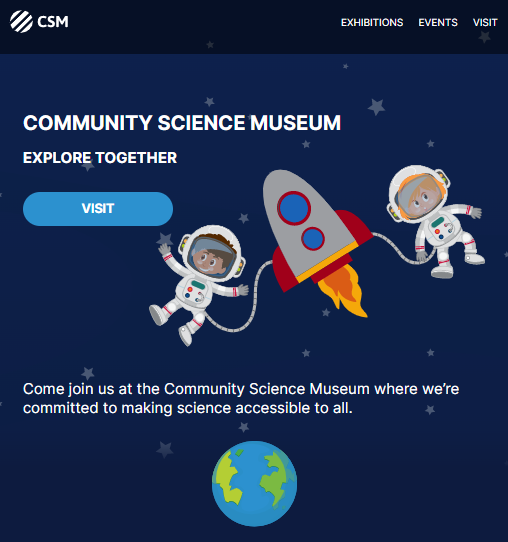 CSM
EXHIBITIONS EVENTS VISIT
COMMUNITY SCIENCE MUSEUM
EXPLORE TOGETHER
VISIT
Come join us at the Community Science Museum where we’re
committed to making science accessible to all.